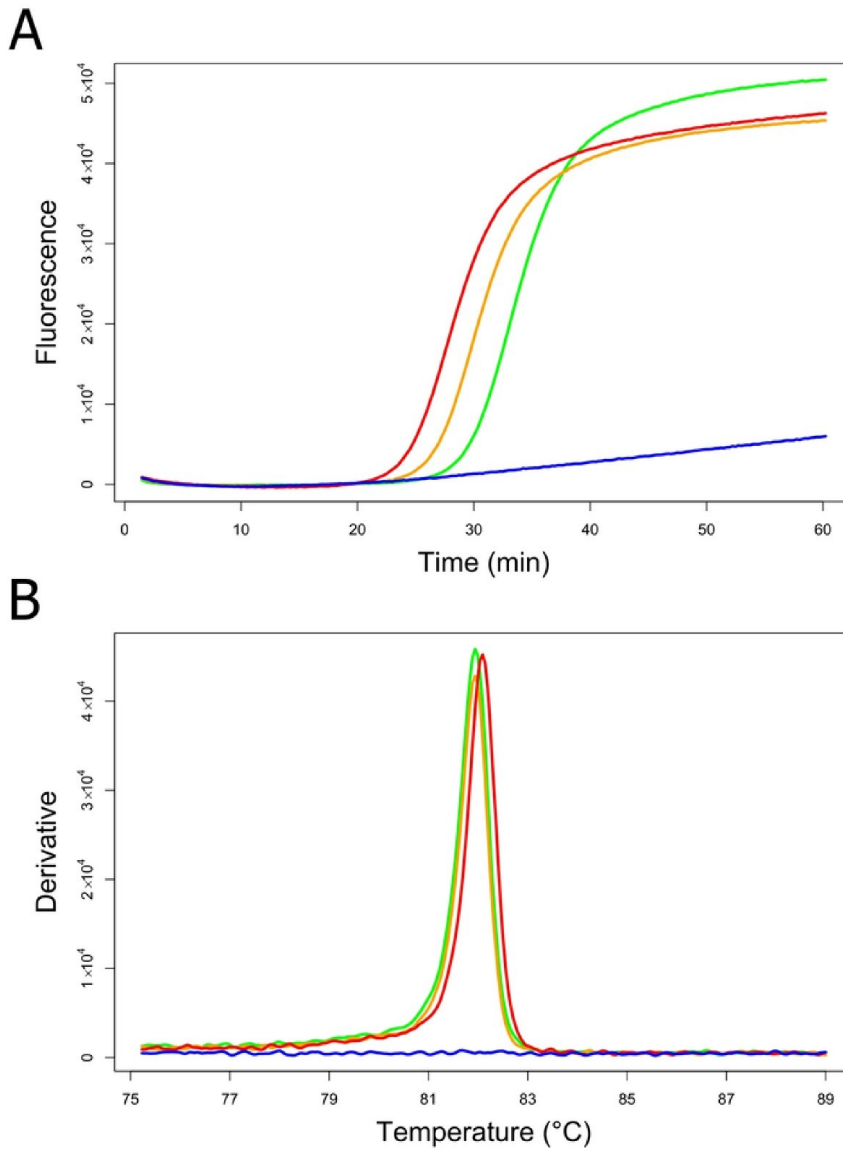 A
5×10⁴
4×10⁴
3×10⁴
2×10⁴
1×10⁴
0
Fluorescence
0 10 20 30 40 50 60
Time (min)
B
4×10⁴
3×10⁴
2×10⁴
1×10⁴
0
Derivative
75 77 79 81 83 85 87 89
Temperature (°C)